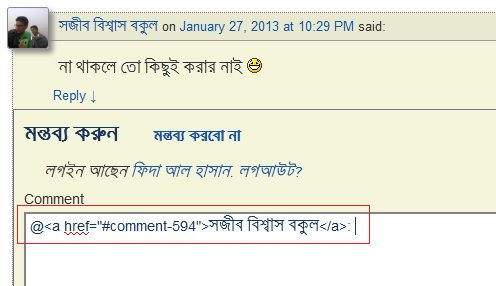 সজীব বিশ্বাস বকুল on January 27, 2013 at 10:29 PM said:
না থাকলে তো কিছুই করার নাই
Reply ↓
মন্তব্য করুন মন্তব্য করবো না
লগইন আছেন ফিদা আল হাসান. লগআউট?
Comment
@<a href="#comment-594">সজীব বিশ্বাস বকুল</a>: